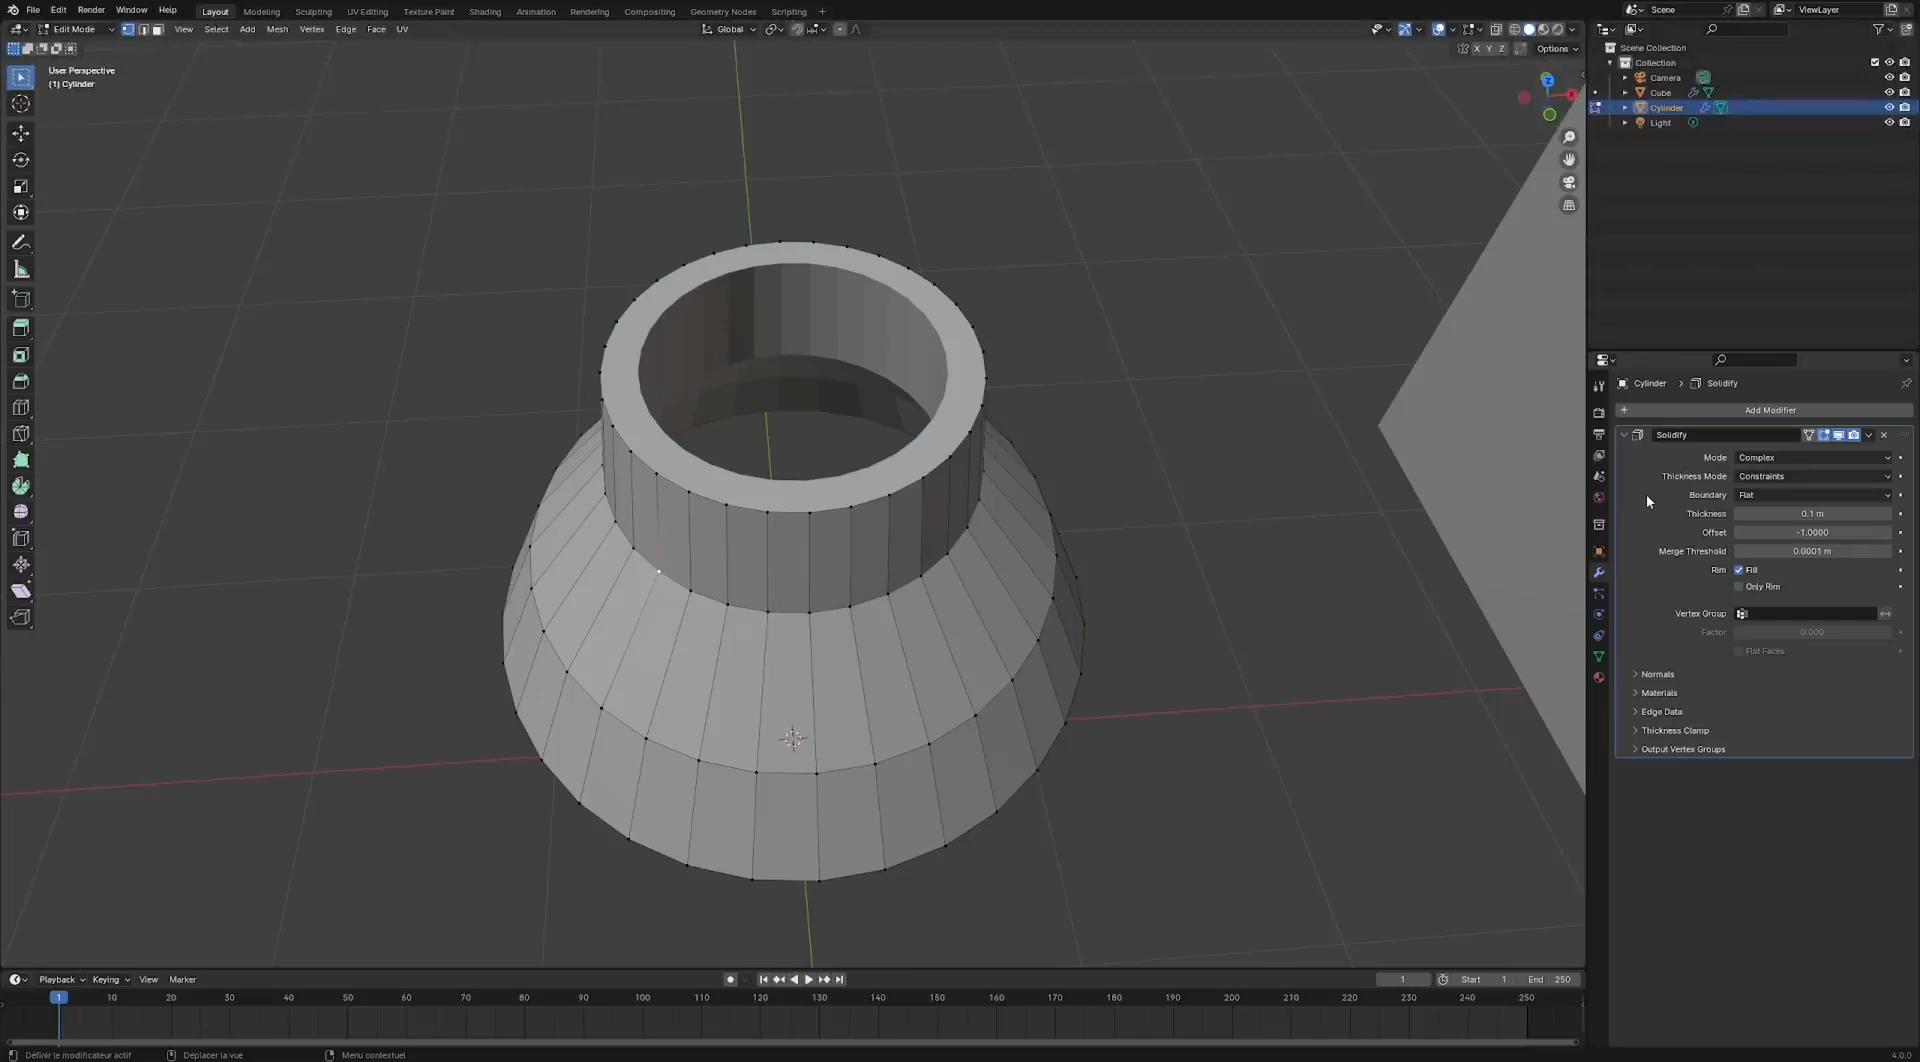 File Edit Render Window Help Layout Modeling Sculpting UV Editing Texture Paint Shading Animation Rendering Compositing Geometry Nodes Scripting + Scene ViewLayer
Edit Mode View Select Add Mesh Vertex Edge Face UV Global
X Y Z Options
User Perspective
(1) Cylinder
Z
X
Scene Collection
Collection
Camera
Cube
Cylinder
Light
Cylinder > Solidify
+ Add Modifier
Solidify
Mode Complex
Thickness Mode Constraints
Boundary Flat
Thickness 0.1 m
Offset -1.0000
Merge Threshold 0.0001 m
Rim Fill
Only Rim
Vertex Group
Factor 0.000
Flat Faces
Normals
Materials
Edge Data
Thickness Clamp
Output Vertex Groups
Playback Keying View Marker 1 Start 1 End 250
1 10 20 30 40 50 60 70 80 90 100 110 120 130 140 150 160 170 180 190 200 210 220 230 240 250
Définir le modificateur actif Déplacer la vue Menu contextuel 4.0.0